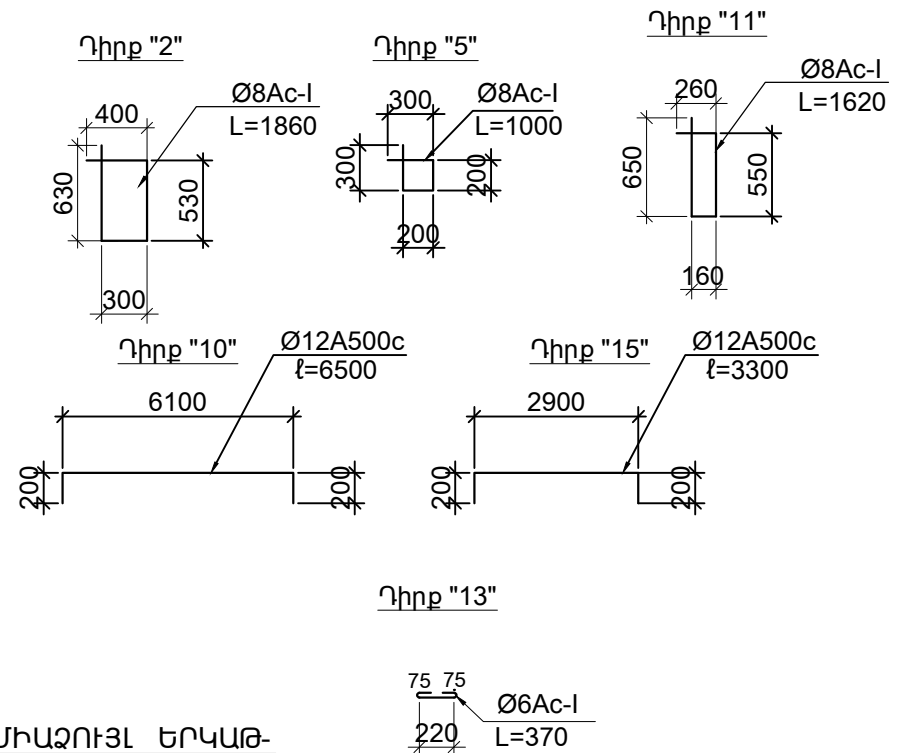 Դիրք "2"
Ø8Ac-I
L=1860
400
630
530
300
Դիրք "5"
Ø8Ac-I
L=1000
300
300
200
200
Դիրք "11"
Ø8Ac-I
L=1620
260
650
550
160
Դիրք "10"
Ø12A500c
ℓ=6500
6100
200
200
Դիրք "15"
Ø12A500c
ℓ=3300
2900
200
200
Դիրք "13"
75 75
Ø6Ac-I
L=370
220
ՄԻԱՁՈՒՅԼ ԵՐԿԱԹ-